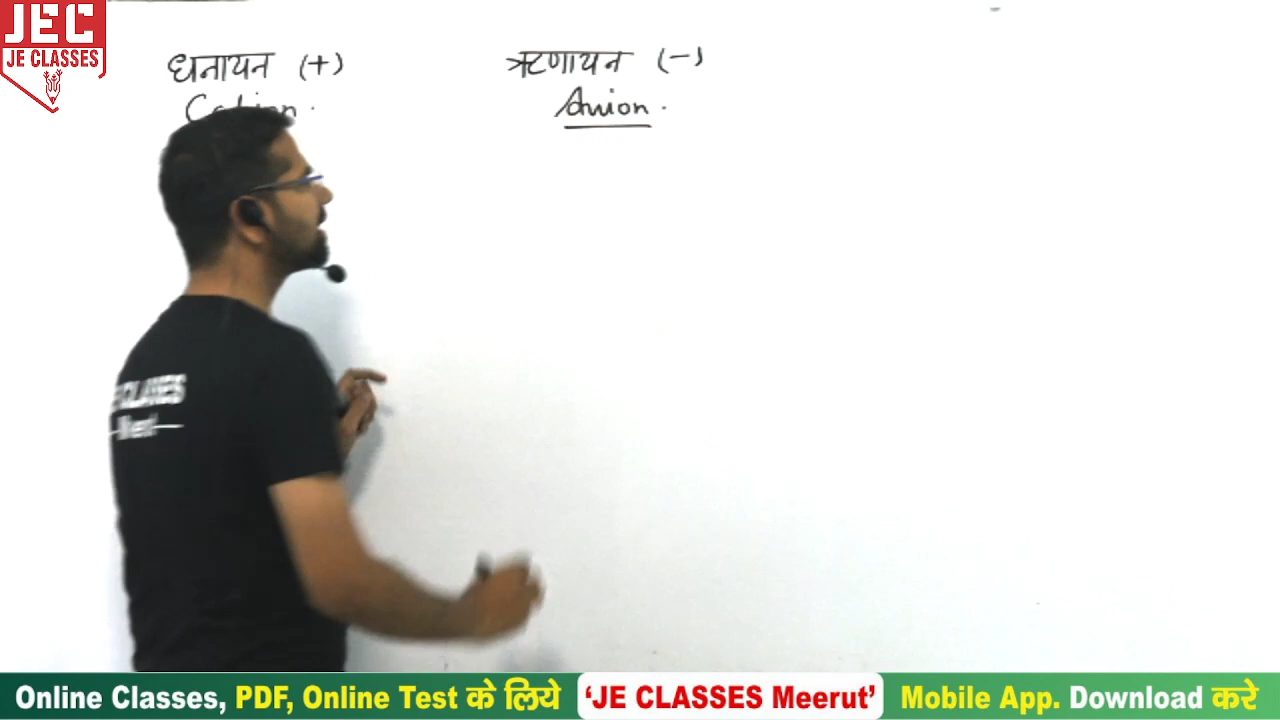 JEC
JE CLASSES
धनायन (+)
ऋणायन (-)
Anion.
Online Classes, PDF, Online Test के लिये 'JE CLASSES Meerut' Mobile App. Download करे